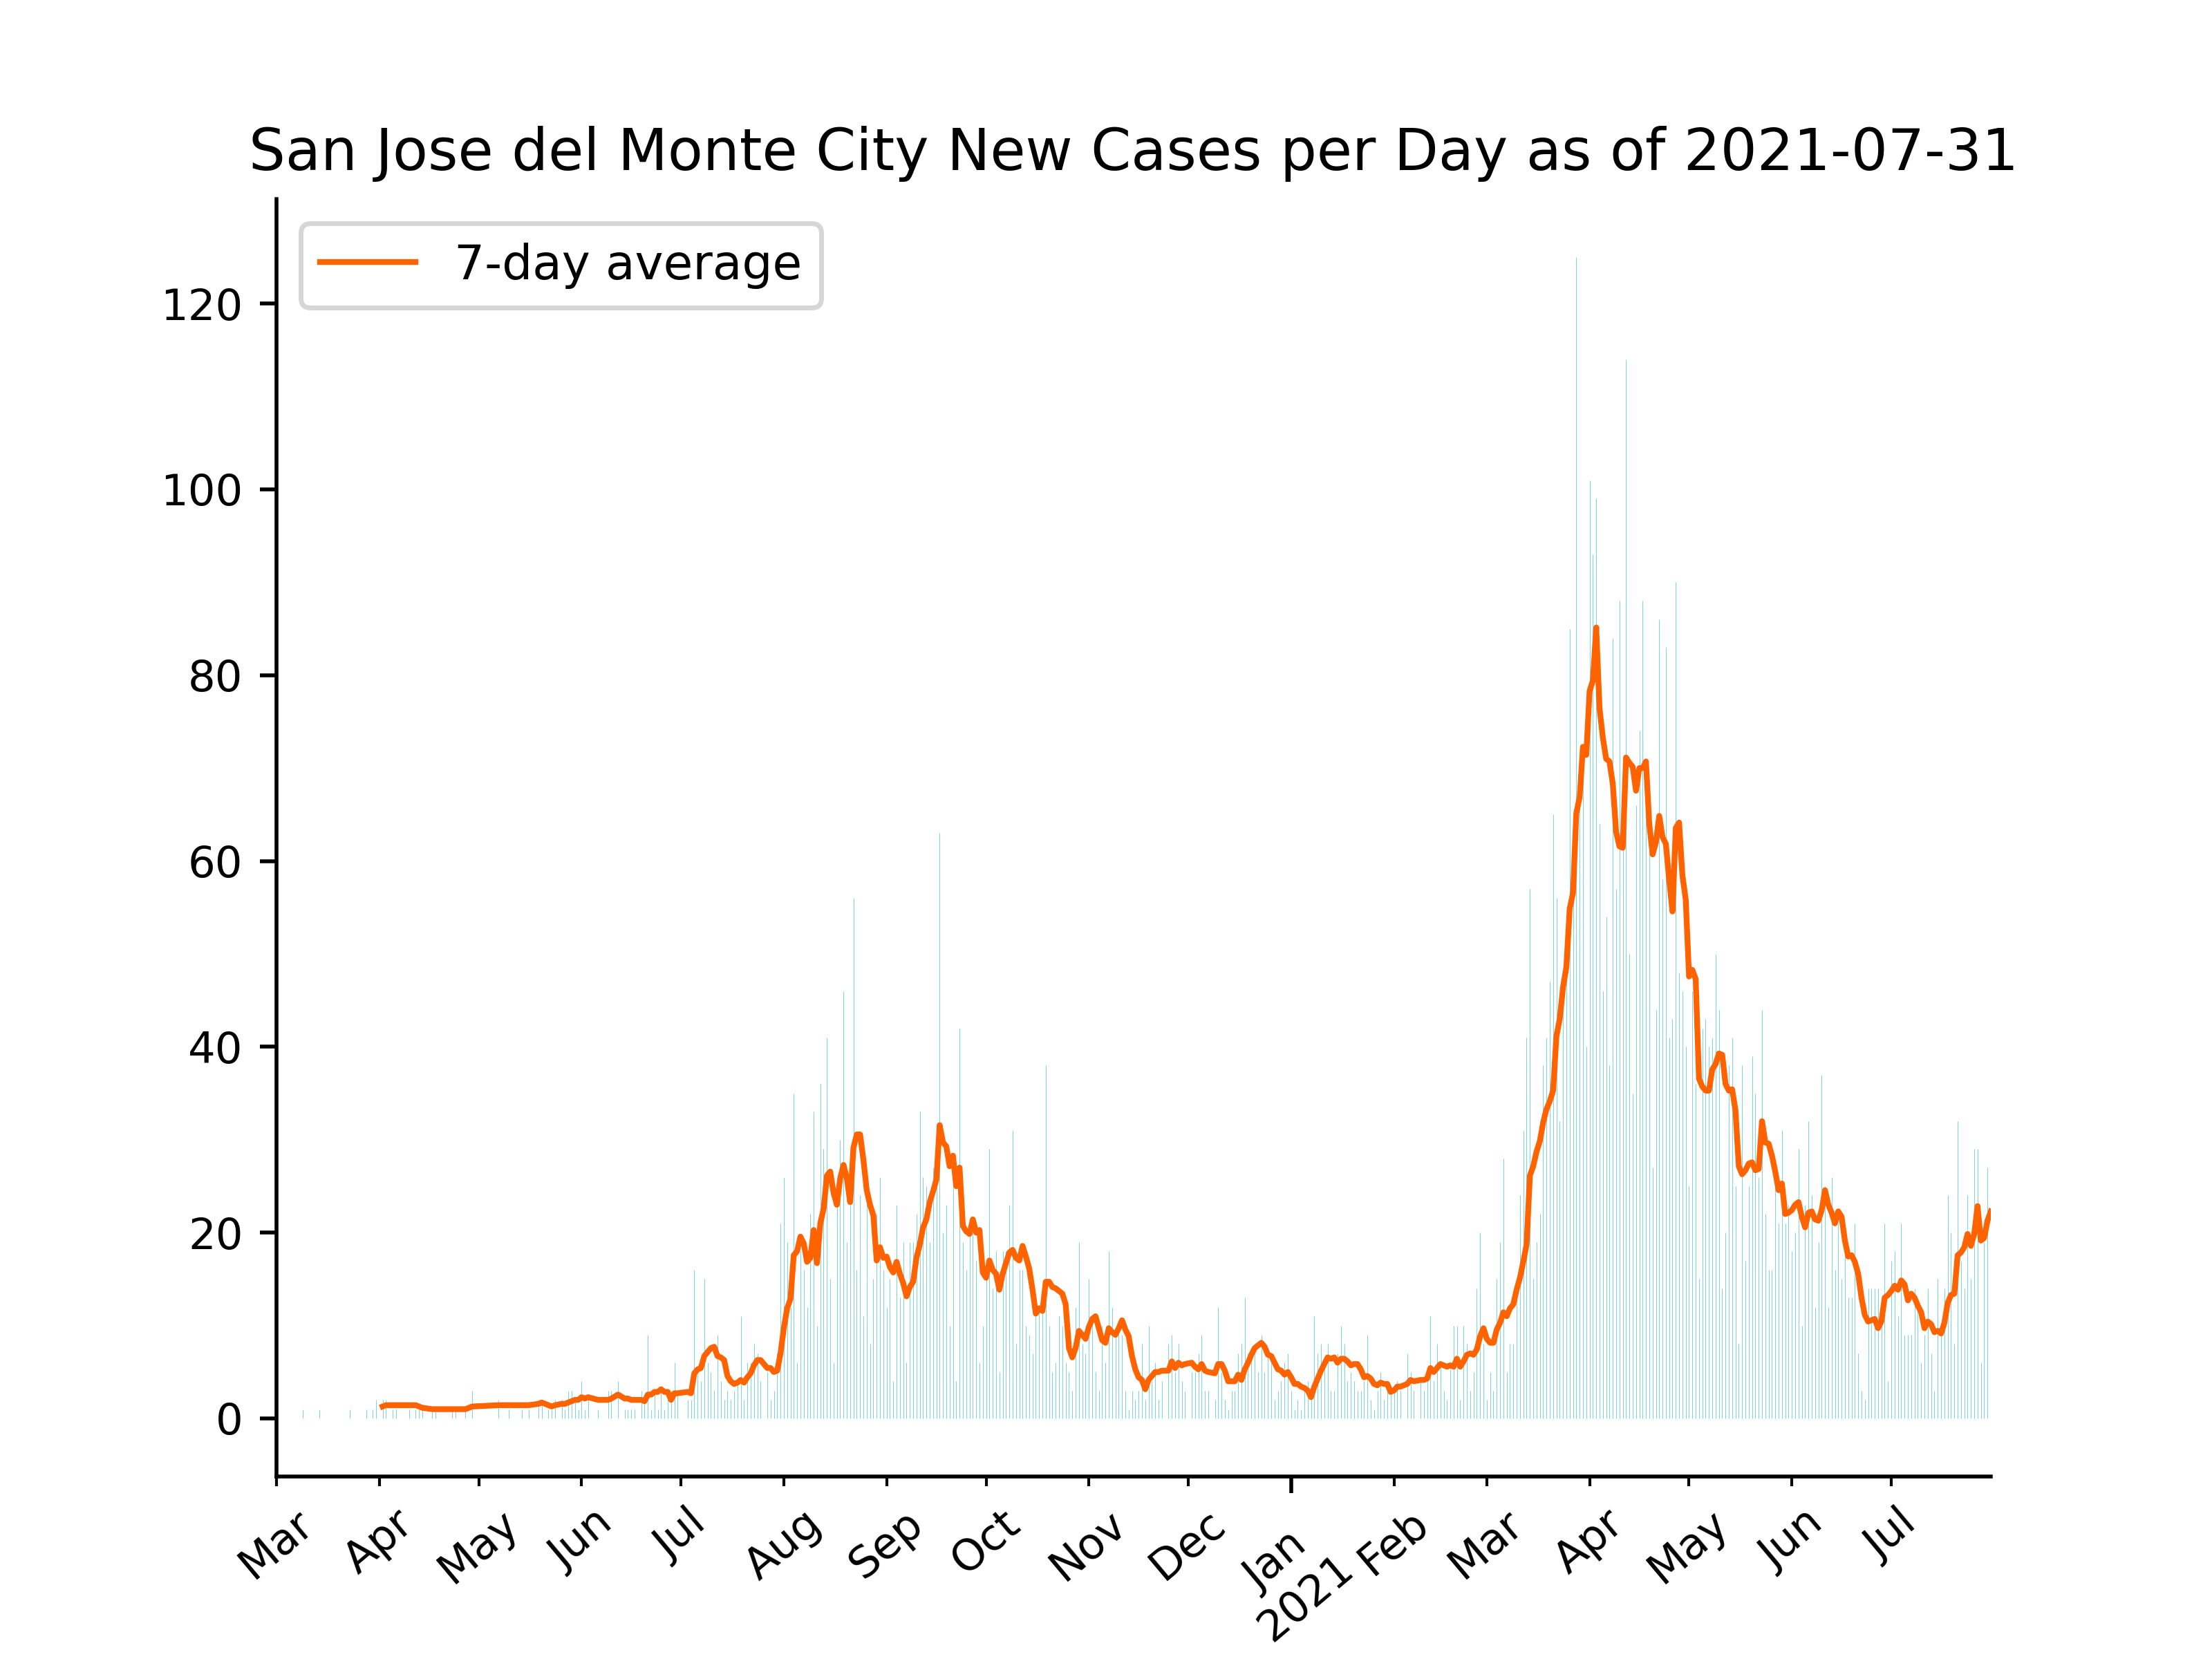 San Jose del Monte City New Cases per Day as of 2021-07-31
7-day average
120
100
80
60
40
20
0
Mar
Apr
May
Jun
Jul
Aug
Sep
Oct
Nov
Dec
Jan
2021
Feb
Mar
Apr
May
Jun
Jul